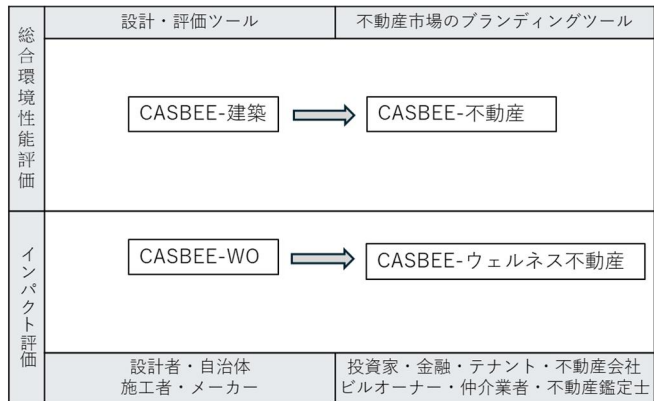 設計・評価ツール
不動産市場のブランディングツール
総合環境性能評価
CASBEE-建築
CASBEE-不動産
インパクト評価
CASBEE-WO
CASBEE-ウェルネス不動産
設計者・自治体
施工者・メーカー
投資家・金融・テナント・不動産会社
ビルオーナー・仲介業者・不動産鑑定士